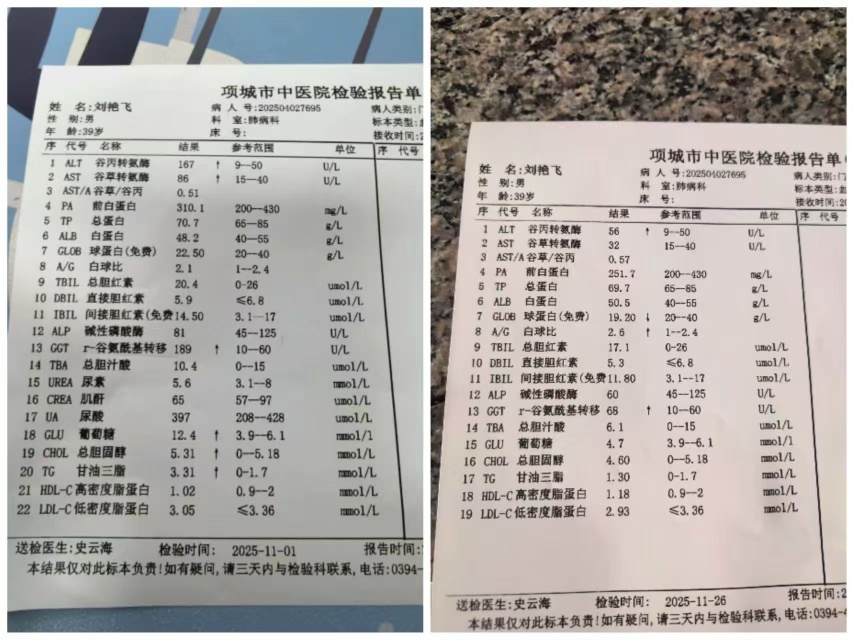 项城市中医院检验报告单
姓 名:刘艳飞
病 人 号:202504027695
病人类别:门
性 别:男
科 室:肺病科
标本类型:
年 龄:39岁
床 号:
接收时间:2
序 代号 名称 结果 参考范围 单位 序 代号
1 ALT 谷丙转氨酶 167 ↑ 9--50 U/L
2 AST 谷草转氨酶 86 ↑ 15--40 U/L
3 AST/A 谷草/谷丙 0.51
4 PA 前白蛋白 310.1 200--430 mg/L
5 TP 总蛋白 70.7 65--85 g/L
6 ALB 白蛋白 48.2 40--55 g/L
7 GLOB 球蛋白(免费) 22.50 20--40 g/L
8 A/G 白球比 2.1 1--2.4
9 TBIL 总胆红素 20.4 0-26 umol/L
10 DBIL 直接胆红素 5.9 ≤6.8 umol/L
11 IBIL 间接胆红素(免费 14.50 3.1--17 umol/L
12 ALP 碱性磷酸酶 81 45--125 U/L
13 GGT r-谷氨酰基转移 189 ↑ 10--60 U/L
14 TBA 总胆汁酸 10.4 0--15 umol/L
15 UREA 尿素 5.6 3.1--8 mmol/L
16 CREA 肌酐 65 57--97 umol/L
17 UA 尿酸 397 208--428 umol/L
18 GLU 葡萄糖 12.4 ↑ 3.9--6.1 mmol/l
19 CHOL 总胆固醇 5.31 ↑ 0--5.18 mmol/L
20 TG 甘油三脂 3.31 ↑ 0-1.7 mmol/L
21 HDL-C 高密度脂蛋白 1.02 0.9--2 mmol/L
22 LDL-C 低密度脂蛋白 3.05 ≤3.36 mmol/L
送检医生:史云海 检验时间: 2025-11-01 报告时间:
本结果仅对此标本负责!如有疑问,请三天内与检验科联系,电话:0394-
项城市中医院检验报告单
姓 名:刘艳飞
病 人 号:202504027695
病人类别:门
性 别:男
科 室:肺病科
标本类型:
年 龄:39岁
床 号:
接收时间:20
序 代号 名称 结果 参考范围 单位 序 代号
1 ALT 谷丙转氨酶 56 ↑ 9--50 U/L
2 AST 谷草转氨酶 32 15--40 U/L
3 AST/A 谷草/谷丙 0.57
4 PA 前白蛋白 251.7 200--430 mg/L
5 TP 总蛋白 69.7 65--85 g/L
6 ALB 白蛋白 50.5 40--55 g/L
7 GLOB 球蛋白(免费) 19.20 ↓ 20--40 g/L
8 A/G 白球比 2.6 ↑ 1--2.4
9 TBIL 总胆红素 17.1 0-26 umol/L
10 DBIL 直接胆红素 5.3 ≤6.8 umol/L
11 IBIL 间接胆红素(免费 11.80 3.1--17 umol/L
12 ALP 碱性磷酸酶 60 45--125 U/L
13 GGT r-谷氨酰基转移 68 ↑ 10--60 U/L
14 TBA 总胆汁酸 6.1 0--15 umol/L
15 GLU 葡萄糖 4.7 3.9--6.1 mmol/l
16 CHOL 总胆固醇 4.60 0--5.18 mmol/L
17 TG 甘油三脂 1.30 0-1.7 mmol/L
18 HDL-C 高密度脂蛋白 1.18 0.9--2 mmol/L
19 LDL-C 低密度脂蛋白 2.93 ≤3.36 mmol/L
送检医生:史云海 检验时间: 2025-11-26 报告时间:2
本结果仅对此标本负责!如有疑问,请三天内与检验科联系,电话:0394-4